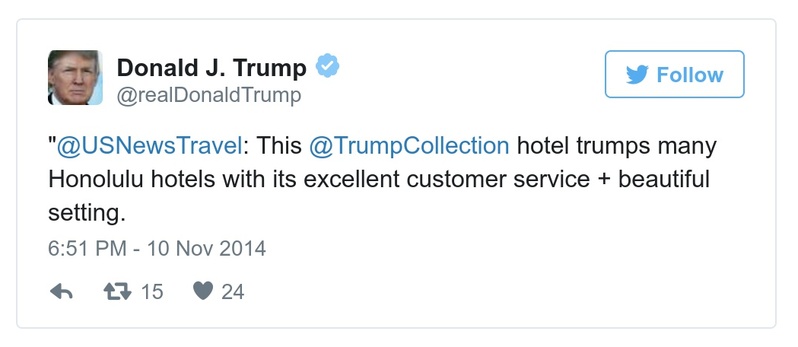 Donald J. Trump
@realDonaldTrump
Follow
"@USNewsTravel: This @TrumpCollection hotel trumps many
Honolulu hotels with its excellent customer service + beautiful
setting.
6:51 PM - 10 Nov 2014
15 24